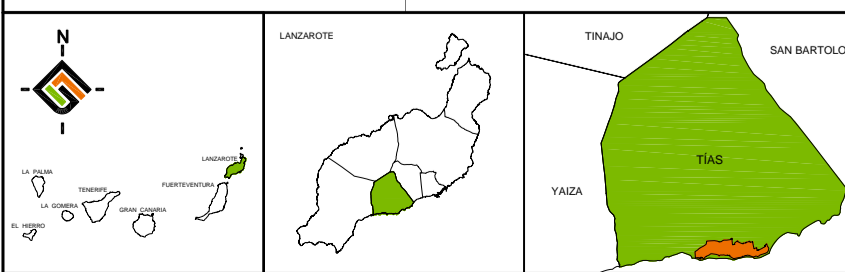 N
LANZAROTE
LA PALMA
FUERTEVENTURA
TENERIFE
LA GOMERA
GRAN CANARIA
EL HIERRO
LANZAROTE
TINAJO
SAN BARTOLO
TÍAS
YAIZA